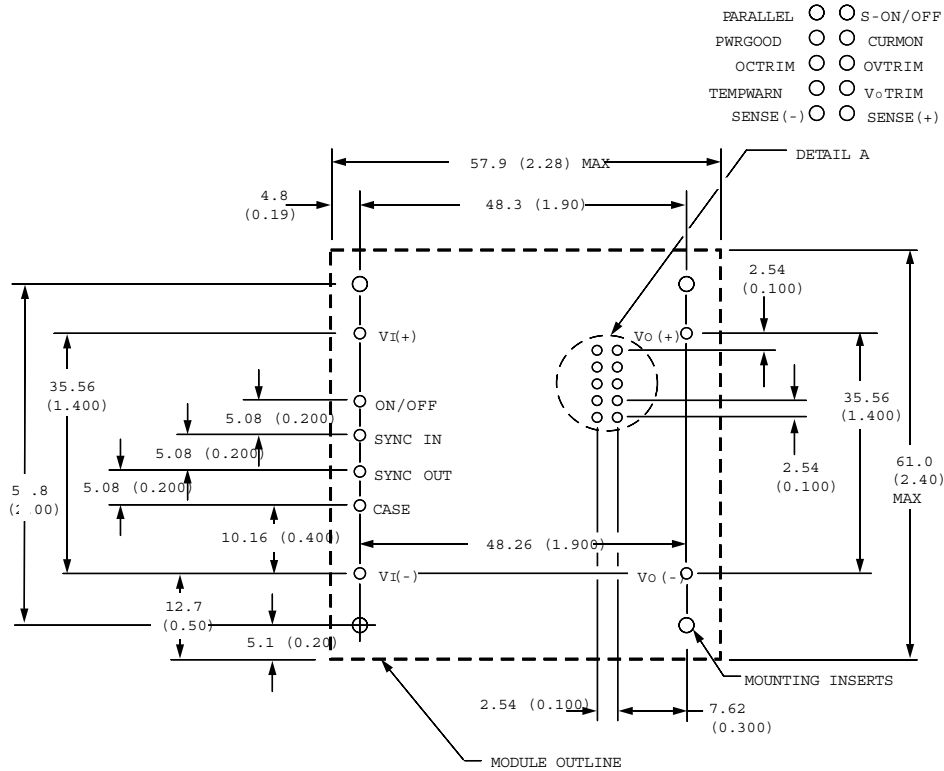 PARALLEL S-ON/OFF
PWRGOOD CURMON
OCTRIM OVTRIM
TEMPWARN VOTRIM
SENSE(-) SENSE(+)
DETAIL A
57.9 (2.28) MAX
4.8
(0.19)
48.3 (1.90)
2.54
(0.100)
VI(+)
VO(+)
35.56
(1.400)
ON/OFF
5.08 (0.200)
SYNC IN
5.08 (0.200)
SYNC OUT
5.08 (0.200)
CASE
35.56
(1.400)
2.54
(0.100)
61.0
(2.40)
MAX
10.16 (0.400)
48.26 (1.900)
VI(-)
VO(-)
12.7
(0.50)
5.1 (0.20)
MOUNTING INSERTS
2.54 (0.100)
7.62
(0.300)
MODULE OUTLINE